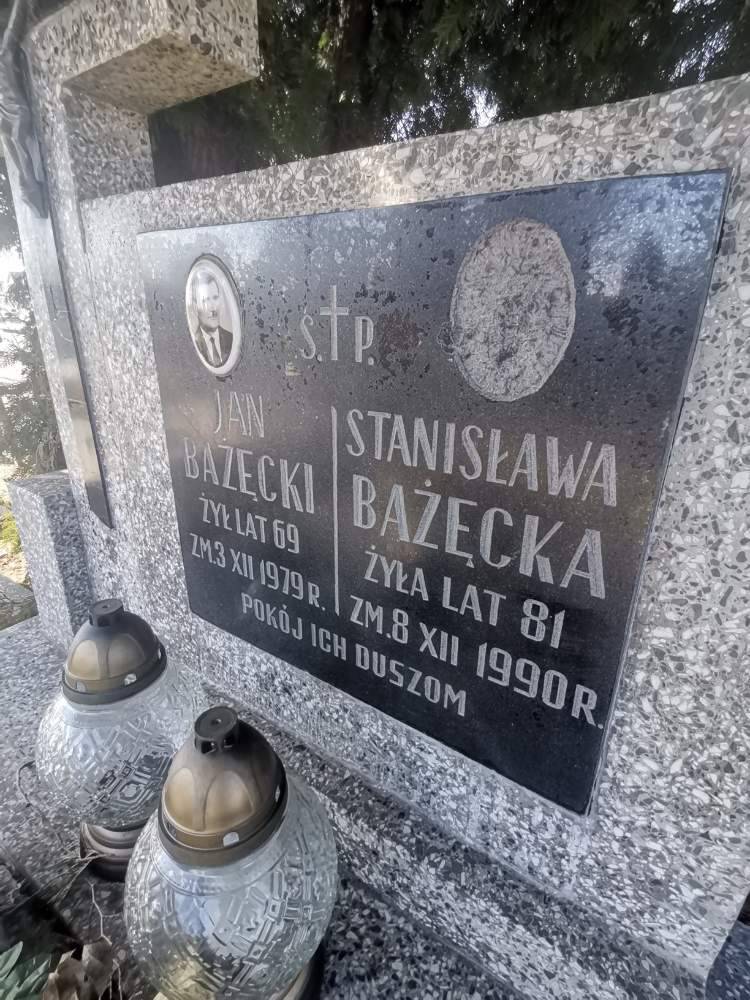 S.P.
JAN
BAŻĘCKI
ŻYŁ LAT 69
ZM.3 XII 1979 R.
STANISŁAWA
BAŻĘCKA
ŻYŁA LAT 81
ZM.8 XII 1990 R.
POKÓJ ICH DUSZOM